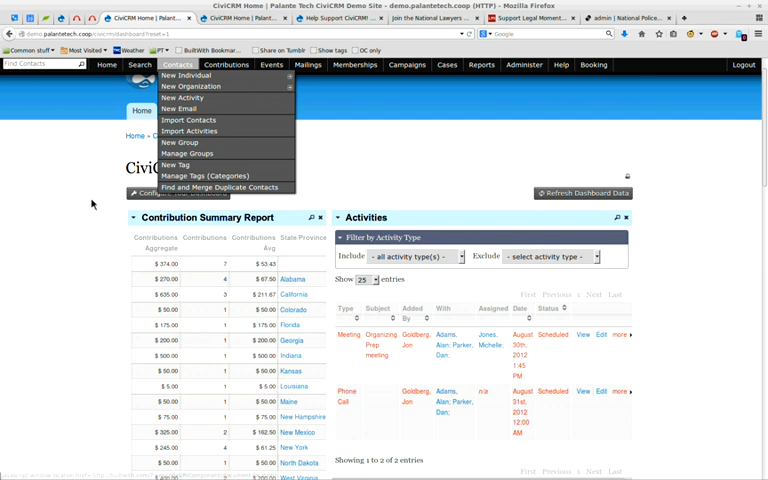 CiviCRM Home | Palante Tech CiviCRM Demo Site - demo.palantetech.coop (HTTP) - Mozilla Firefox
CiviCRM Home | Palante T...
CiviCRM Home | Palant...
Help Support CiviCRM! ...
Join the National Lawyers ...
Support Legal Moment...
admin | National Police...
demo.palantetech.coop/civicrm/dashboard?reset=1
Google
Common stuff
Most Visited
Weather
PT
BuiltWith Bookmar...
Share on Tumblr
Show tags
OC only
Find Contacts
Home
Search
Contacts
Contributions
Events
Mailings
Memberships
Campaigns
Cases
Reports
Administer
Help
Booking
Logout
New Individual
New Organization
New Activity
New Email
Import Contacts
Import Activities
New Group
Manage Groups
New Tag
Manage Tags (Categories)
Find and Merge Duplicate Contacts
Home
Home »
Refresh Dashboard Data
Contribution Summary Report
Contributions Aggregate
Contributions
Contributions Avg
State/Province
$ 374.00 7 $ 53.43
$ 270.00 4 $ 67.50 Alabama
$ 635.00 3 $ 211.67 California
$ 50.00 1 $ 50.00 Colorado
$ 175.00 1 $ 175.00 Florida
$ 200.00 1 $ 200.00 Georgia
$ 500.00 1 $ 500.00 Indiana
$ 50.00 1 $ 50.00 Kansas
$ 5.00 1 $ 5.00 Louisiana
$ 50.00 1 $ 50.00 Maine
$ 75.00 1 $ 75.00 New Hampshire
$ 325.00 2 $ 162.50 New Mexico
$ 245.00 4 $ 61.25 New York
$ 50.00 1 $ 50.00 North Dakota
Activities
Filter by Activity Type
Include - all activity type(s) - Exclude - select activity type -
Show 25 entries
First Previous 1 Next Last
Type Subject Added By With Assigned Date Status
Meeting Organizing Prep meeting Goldberg, Jon Adams, Alan; Parker, Dan; Jones, Michelle; August 30th, 2012 1:45 PM Scheduled View Edit more
Phone Call Goldberg, Jon Adams, Alan; Parker, Dan; n/a August 31st, 2012 12:00 AM Scheduled View Edit more
Showing 1 to 2 of 2 entries
First Previous 1 Next Last